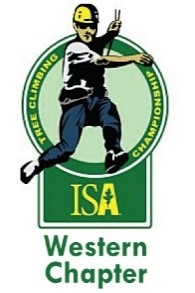 TREE CLIMBING
CHAMPIONSHIP
ISA
Western
Chapter